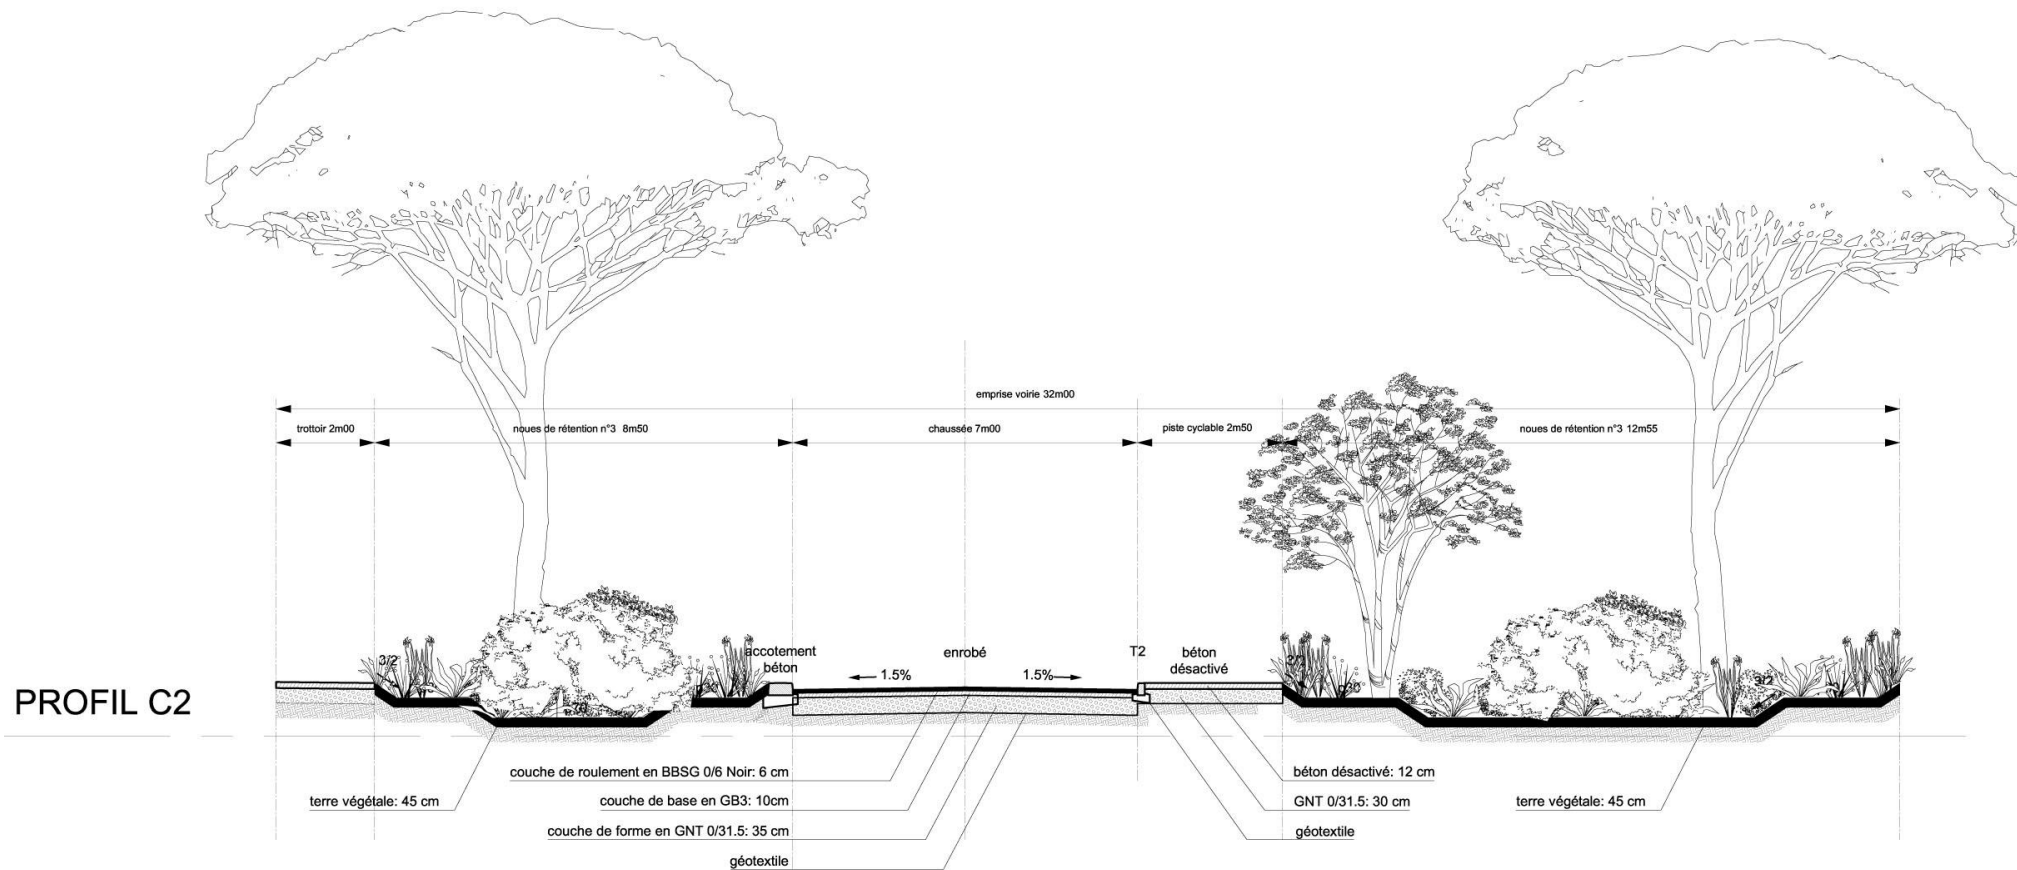 emprise voirie 32m00
trottoir 2m00
noues de rétention n°3 8m50
chaussée 7m00
piste cyclable 2m50
noues de rétention n°3 12m55
accotement
béton
enrobé
1.5%
1.5%
T2
béton
désactivé
3/2
3/2
PROFIL C2
couche de roulement en BBSG 0/6 Noir: 6 cm
couche de base en GB3: 10cm
couche de forme en GNT 0/31.5: 35 cm
géotextile
terre végétale: 45 cm
béton désactivé: 12 cm
GNT 0/31.5: 30 cm
géotextile
terre végétale: 45 cm